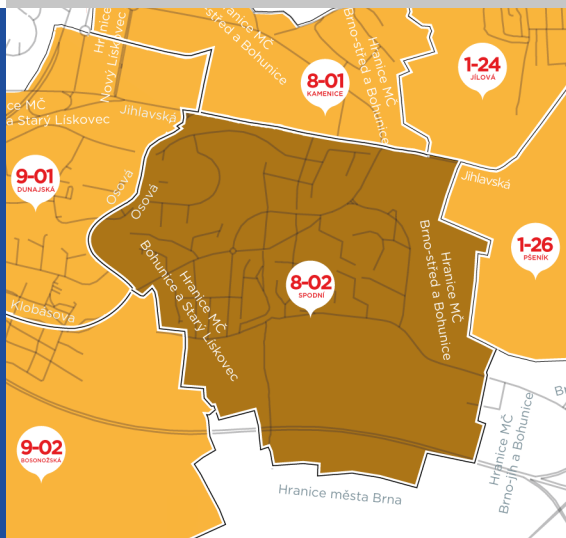 Hranice MČ
Nový Lískovec
Hranice MČ
Brno-střed a Bohunice
Hranice MČ
Brno-střed a Bohunice
1-24
JÍLOVÁ
8-01
KAMENICE
ce MČ
a Starý Lískovec
Jihlavská
9-01
DUNAJSKÁ
Osová
Osová
Jihlavská
1-26
PŠENÍK
Hranice MČ
Brno-střed a Bohunice
8-02
SPODNÍ
Hranice MČ
Bohunice a Starý Lískovec
Klobásova
9-02
BOSONOŽSKÁ
Hranice MČ
Brno-jih a Bohunice
Hranice města Brna